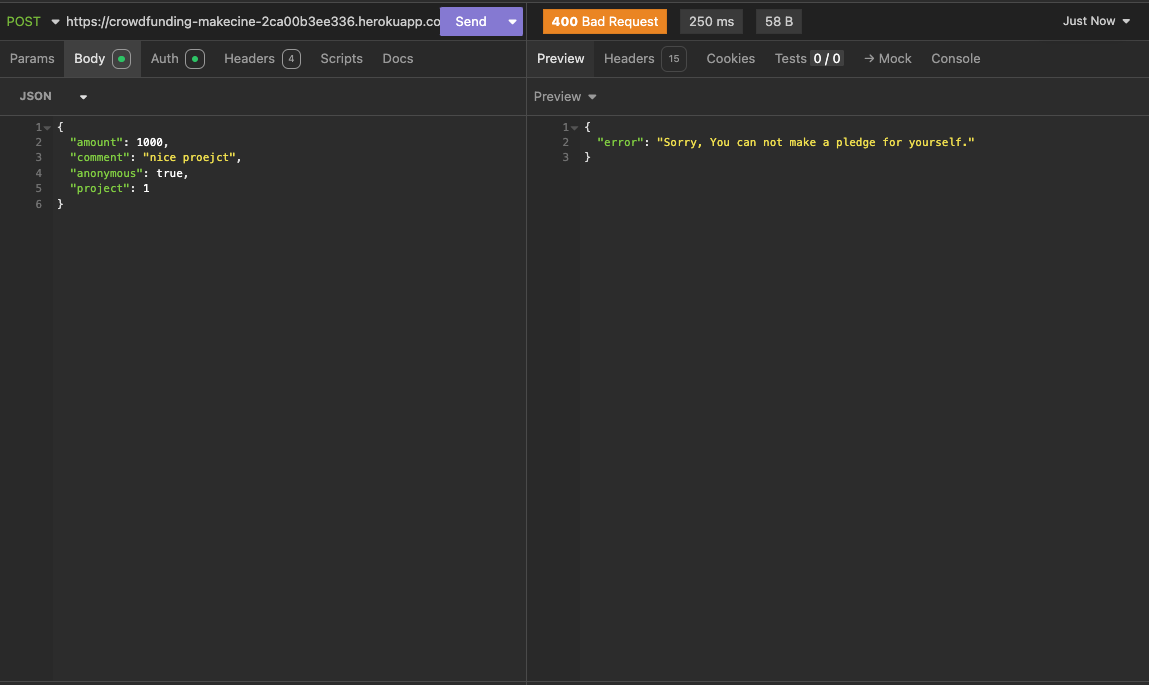 POST https://crowdfunding-makecine-2ca00b3ee336.herokuapp.co Send
400 Bad Request 250 ms 58 B Just Now
Params Body Auth Headers 4 Scripts Docs
Preview Headers 15 Cookies Tests 0 / 0 → Mock Console
JSON
Preview
1 {
2 "amount": 1000,
3 "comment": "nice proejct",
4 "anonymous": true,
5 "project": 1
6 }
1 {
2 "error": "Sorry, You can not make a pledge for yourself."
3 }